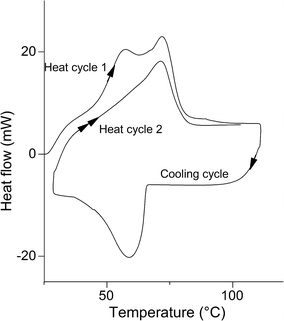 20
Heat cycle 1
Heat cycle 2
0
Cooling cycle
-20
Heat flow (mW)
50
100
Temperature (°C)